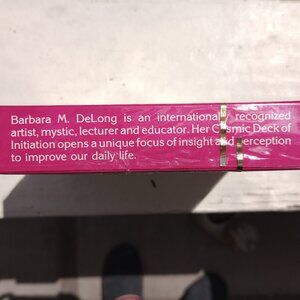 Barbara M. DeLong is an internationally recognized
artist, mystic, lecturer and educator. Her Cosmic Deck of
Initiation opens a unique focus of insight and perception
to improve our daily life.